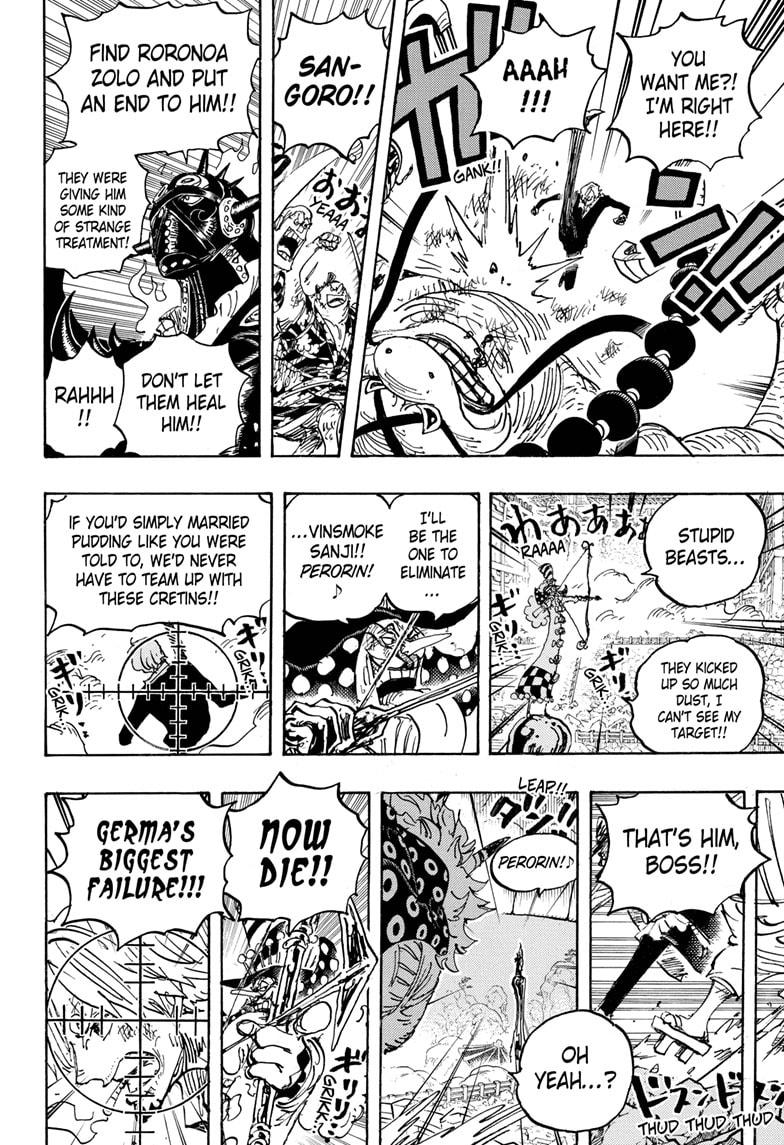 YOU
WANT ME?!
I'M RIGHT
HERE!!
AAAH
!!!
ガ
GANK!!
!!
SAN-
GORO!!
おお
YEAAA
FIND RORONOA
ZOLO AND PUT
AN END TO HIM!!
THEY WERE
GIVING HIM
SOME KIND
OF STRANGE
TREATMENT!
DON'T LET
THEM HEAL
HIM!!
RAHHH
!!
STUPID
BEASTS...
わああああ
RAAAA
THEY KICKED
UP SO MUCH
DUST, I
CAN'T SEE MY
TARGET!!
ギリ
GRIK...
ギリ
GRIK
I'LL
BE THE
ONE TO
ELIMINATE
...
...VINSMOKE
SANJI!!
PERORIN!
♪
IF YOU'D SIMPLY MARRIED
PUDDING LIKE YOU WERE
TOLD TO, WE'D NEVER
HAVE TO TEAM UP WITH
THESE CRETINS!!
ギリ
GRIK
ギリ
GRIK
THAT'S HIM,
BOSS!!
THUD THUD THUD
LEAP!!
ダン!!
PERORIN!♪
OH
YEAH...?
NOW
DIE!!
ギリリ
GRIK
GERMA'S
BIGGEST
FAILURE!!!